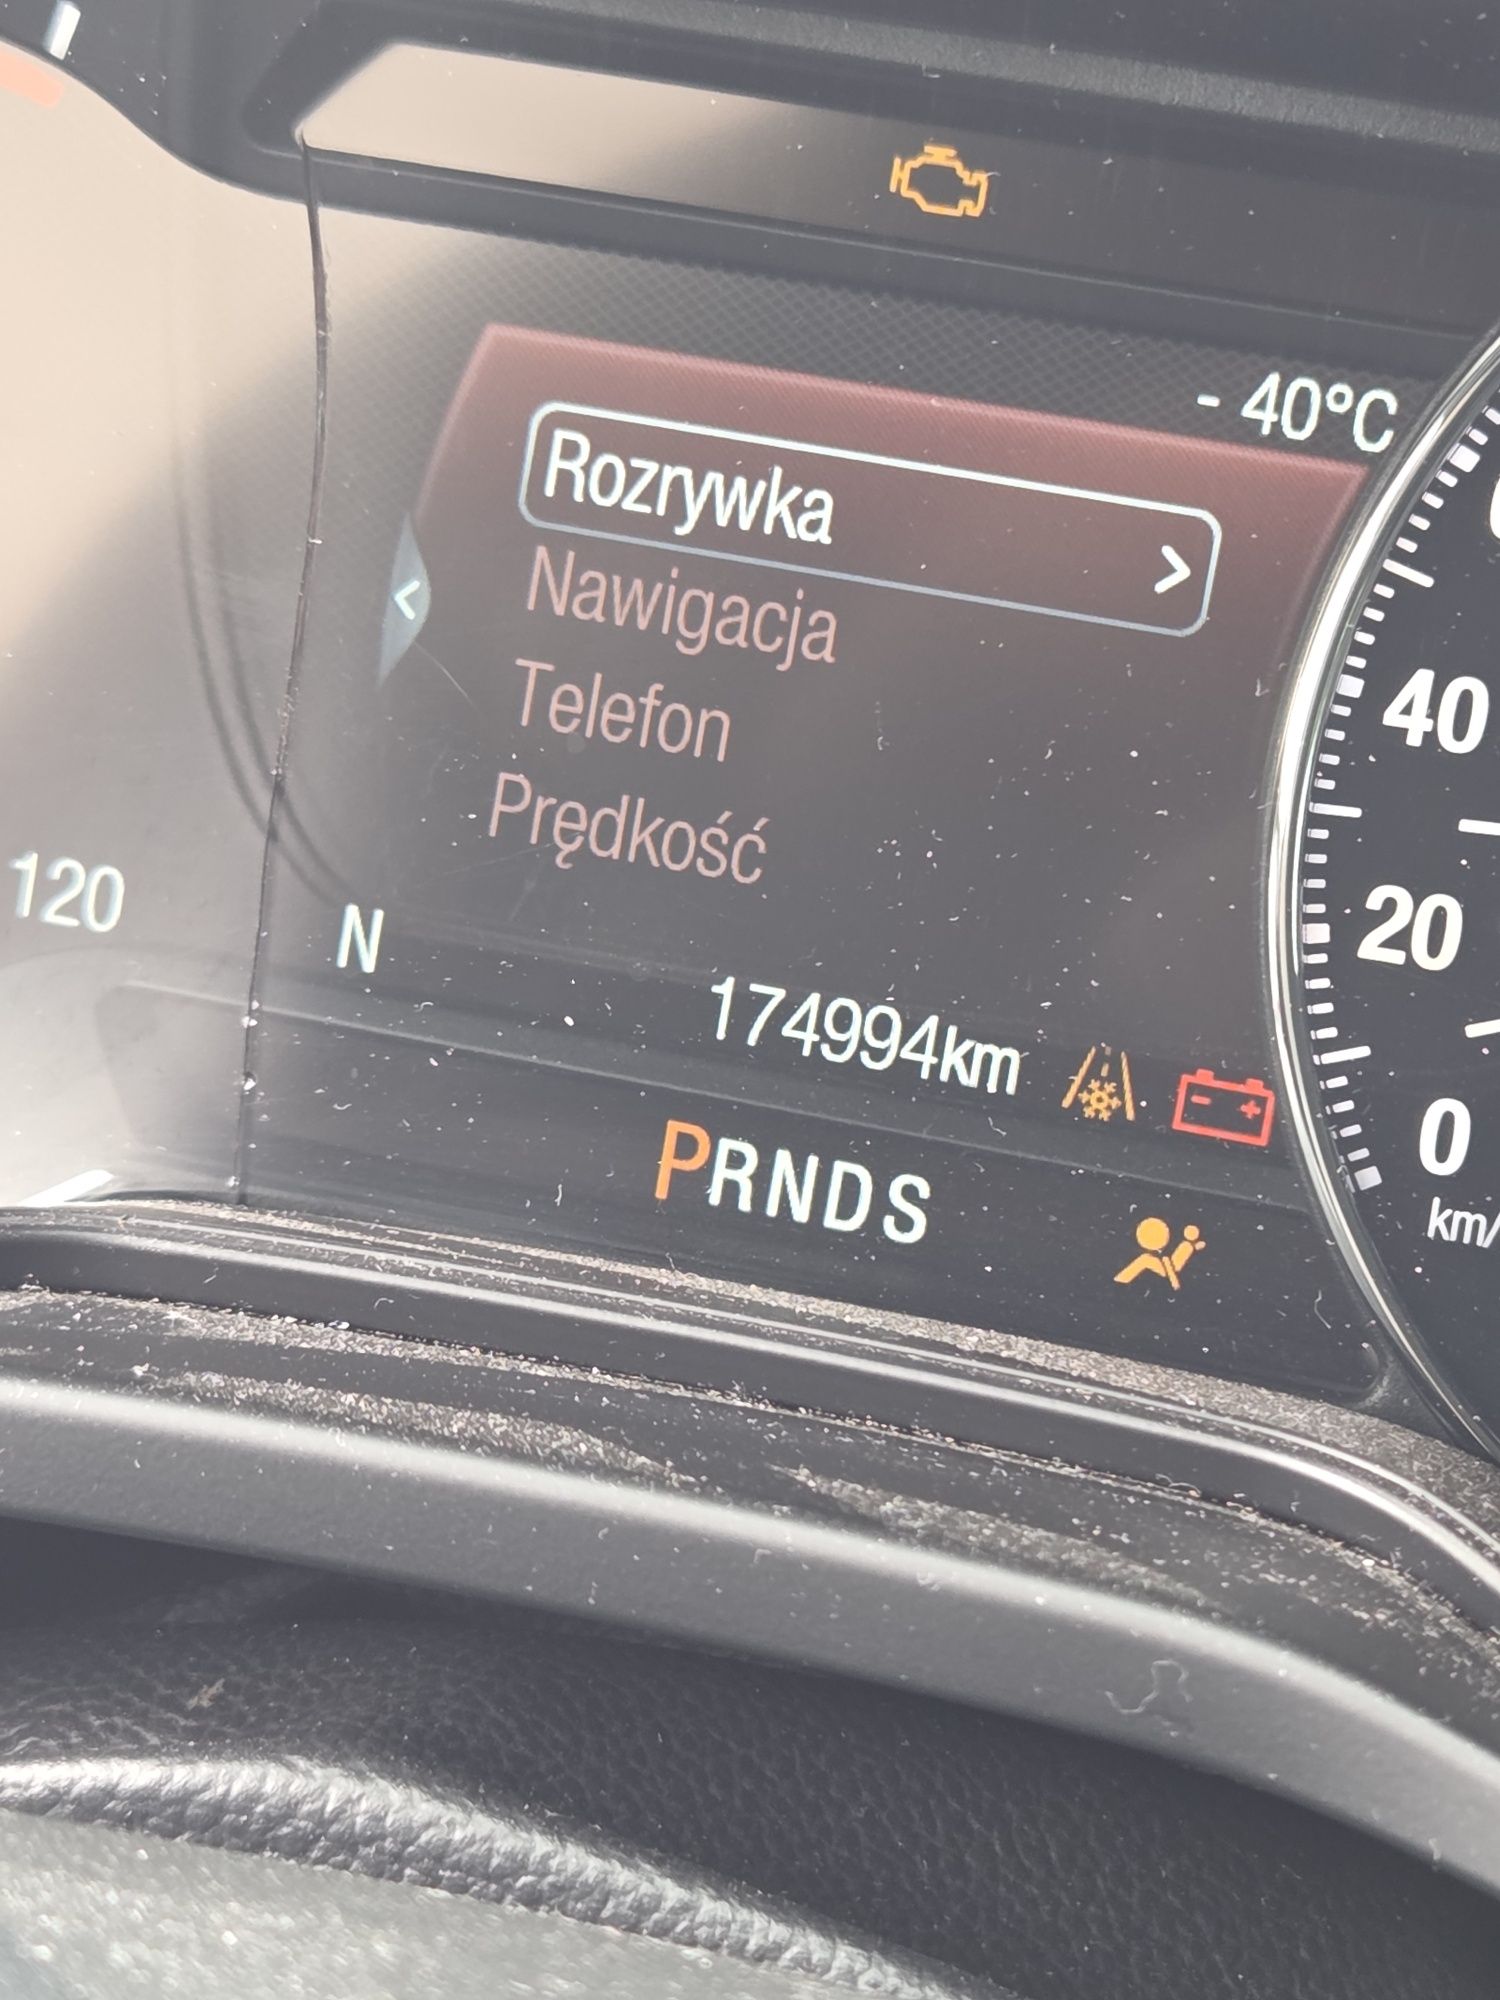 - 40°C
Rozrywka
Nawigacja
Telefon
Prędkość
120
N
174994km
PRNDS
40
20
0
km/